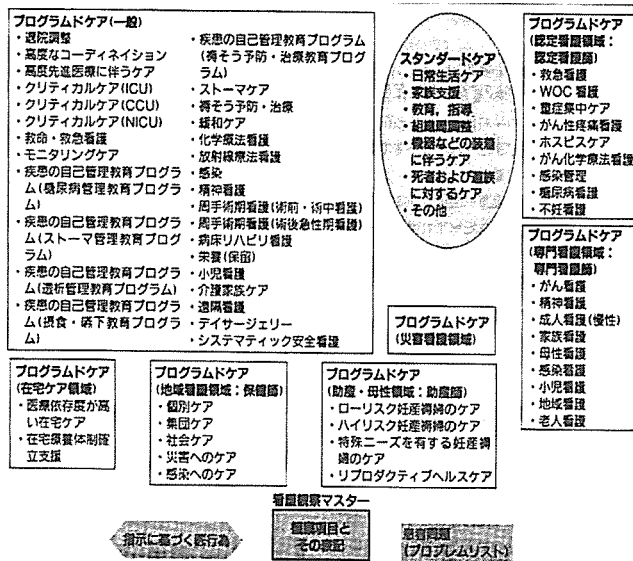 プログラムドケア(一般)
・退院調整
・高度なコーディネイション
・高度先進医療に伴うケア
・クリティカルケア(ICU)
・クリティカルケア(CCU)
・クリティカルケア(NICU)
・救命・救急看護
・モニタリングケア
・疾患の自己管理教育プログラ
ム(糖尿病管理教育プログラ
ム)
・疾患の自己管理教育プログラ
ム(ストーマ管理教育プログ
ラム)
・疾患の自己管理教育プログラ
ム(透析管理教育プログラム)
・疾患の自己管理教育プログラ
ム(摂食・嚥下教育プログラ
ム)
・疾患の自己管理教育プログラム
(褥そう予防・治療教育プログ
ラム)
・ストーマケア
・褥そう予防・治療
・緩和ケア
・化学療法看護
・放射線療法看護
・感染
・精神看護
・周手術期看護(術前・術中看護)
・周手術期看護(術後急性期看護)
・病床リハビリ看護
・栄養(保留)
・小児看護
・介護家族ケア
・遠隔看護
・デイサージェリー
・システマティック安全看護
スタンダードケア
・日常生活ケア
・家族支援
・教育,指導
・組織間調整
・機器などの装着
に伴うケア
・死者および遺族
に対するケア
・その他
プログラムドケア
(認定看護領域:
認定看護師)
・救急看護
・WOC看護
・重症集中ケア
・がん性疼痛看護
・ホスピスケア
・がん化学療法看護
・感染管理
・糖尿病看護
・不妊看護
プログラムドケア
(専門看護領域:
専門看護師)
・がん看護
・精神看護
・成人看護(慢性)
・家族看護
・母性看護
・感染看護
・小児看護
・地域看護
・老人看護
プログラムドケア
(災害看護領域)
プログラムドケア
(在宅ケア領域)
・医療依存度が高
い在宅ケア
・在宅療養体制確
立支援
プログラムドケア
(地域看護領域:保健師)
・個別ケア
・集団ケア
・社会ケア
・災害へのケア
・感染へのケア
プログラムドケア
(助産・母性領域:助産師)
・ローリスク妊産褥婦のケア
・ハイリスク妊産褥婦のケア
・特殊ニーズを有する妊産褥
婦のケア
・リプロダクティブヘルスケア
看護観察マスター
指示に基づく医行為
観察項目と
その表記
患者問題
(プロブレムリスト)